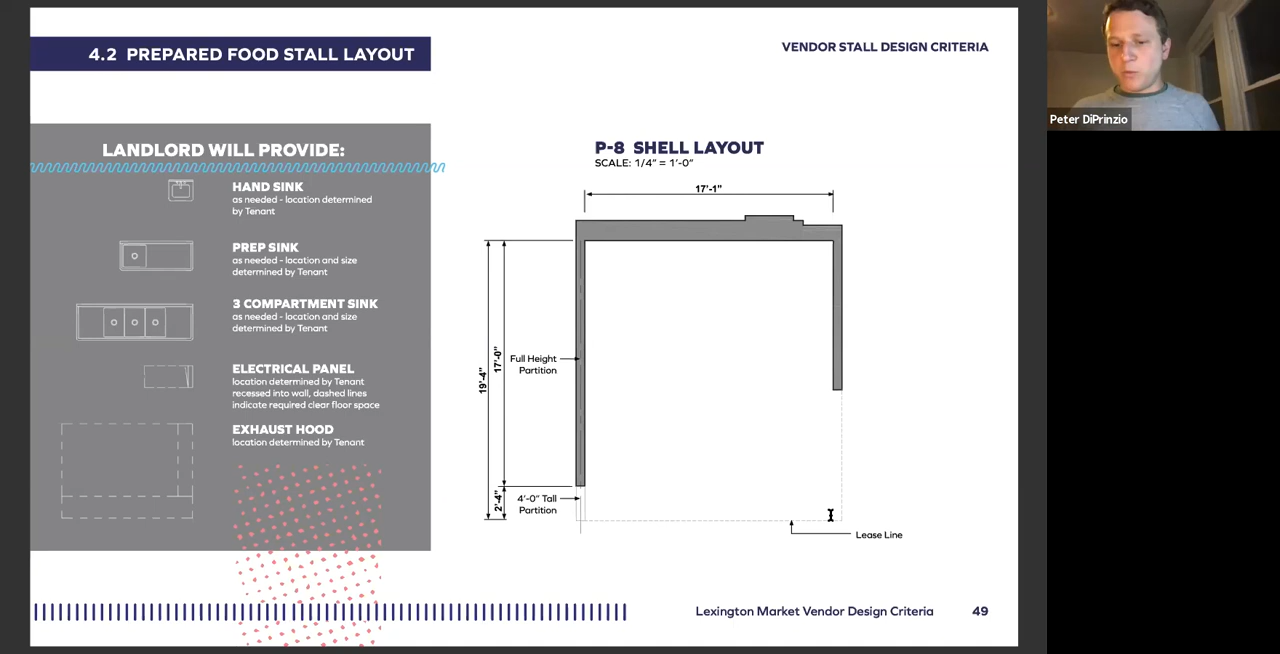 4.2 PREPARED FOOD STALL LAYOUT
VENDOR STALL DESIGN CRITERIA
LANDLORD WILL PROVIDE:
HAND SINK
as needed - location determined
by Tenant
PREP SINK
as needed - location and size
determined by Tenant
3 COMPARTMENT SINK
as needed - location and size
determined by Tenant
ELECTRICAL PANEL
location determined by Tenant
recessed into wall, dashed lines
indicate required clear floor space
EXHAUST HOOD
location determined by Tenant
P-8 SHELL LAYOUT
SCALE: 1/4" = 1'-0"
17'-1"
19'-4"
17'-0"
Full Height
Partition
2'-4"
4'-0" Tall
Partition
Lease Line
Lexington Market Vendor Design Criteria
49
Peter DiPrinzio